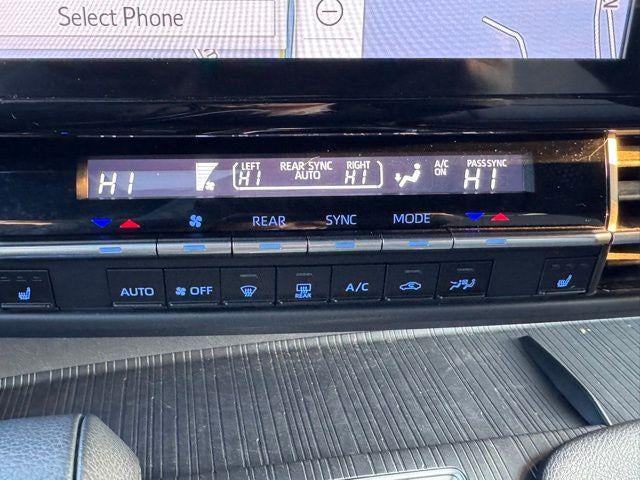 Select Phone
N
LEFT REAR SYNC RIGHT A/C PASS SYNC
HI HI AUTO HI ON HI
REAR SYNC MODE
AUTO OFF REAR A/C